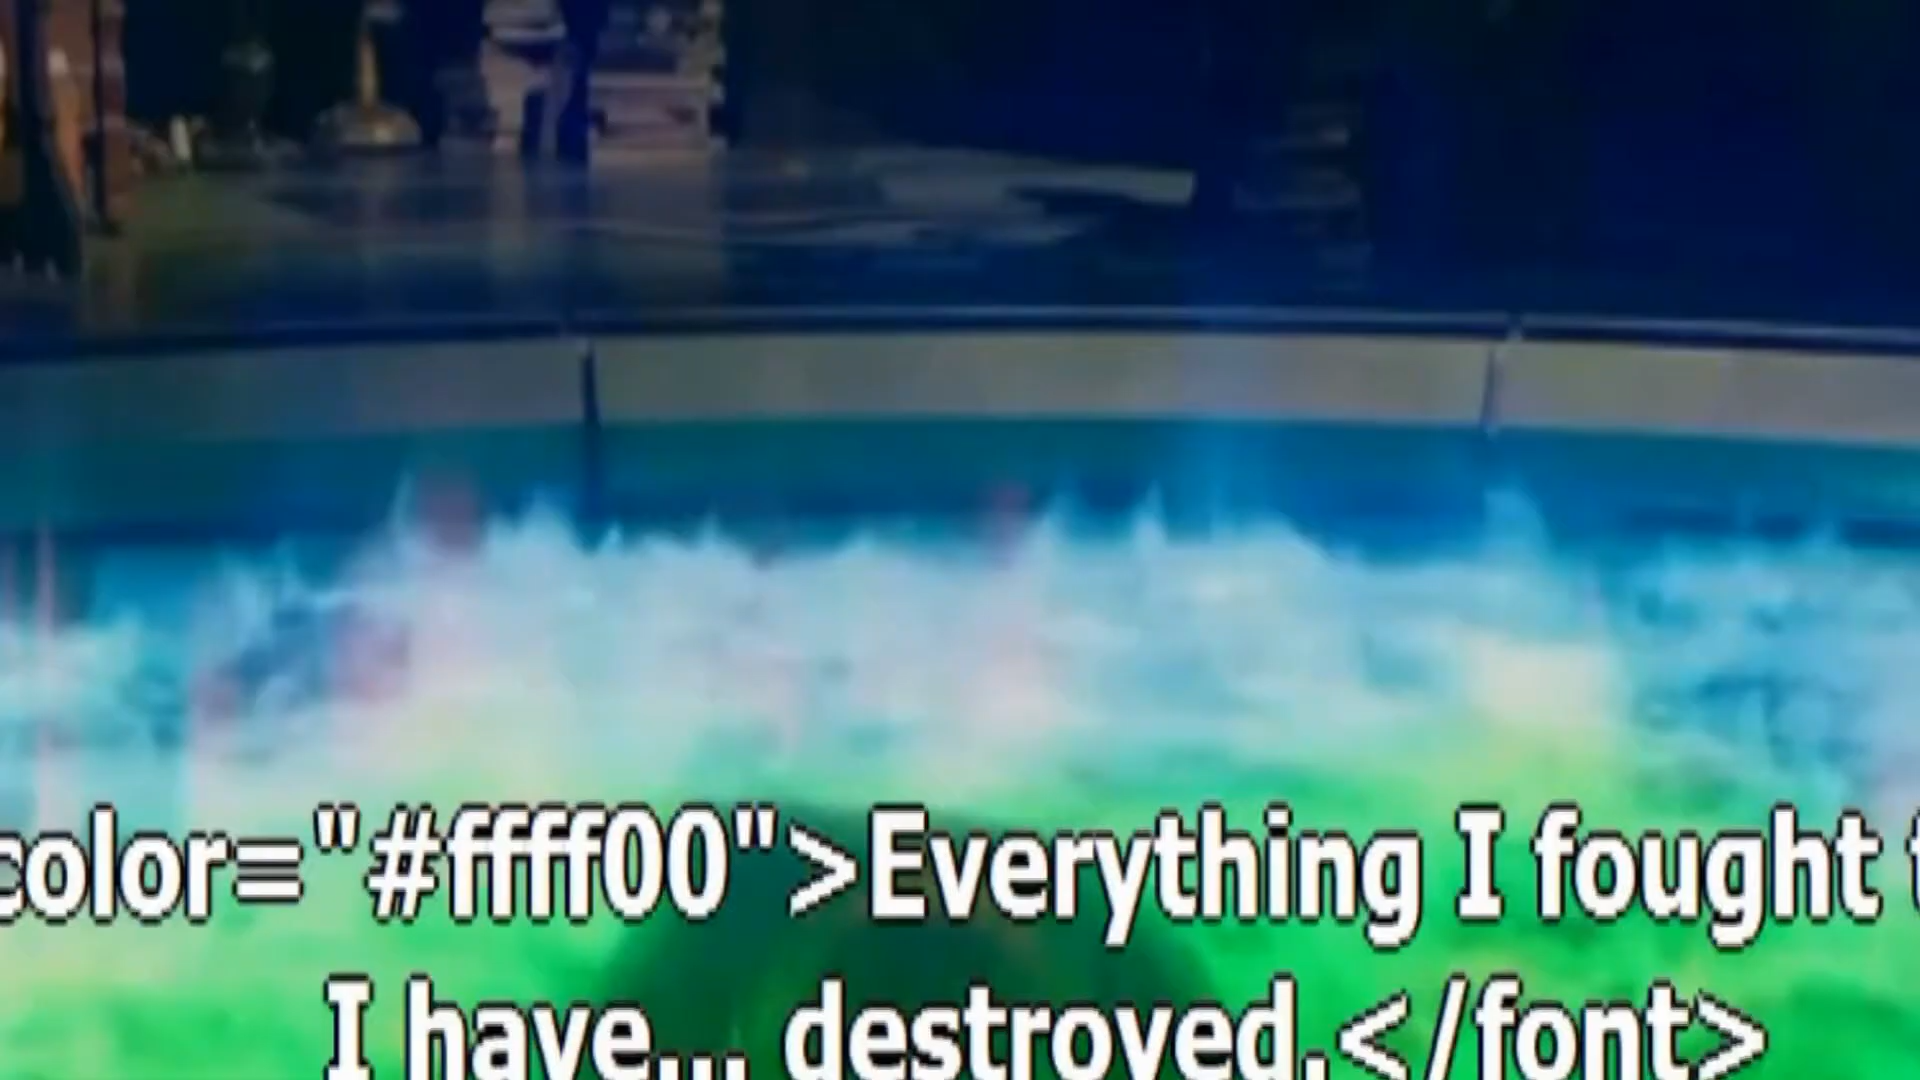 color="#ffff00">Everything I fought
I have... destroyed.</font>